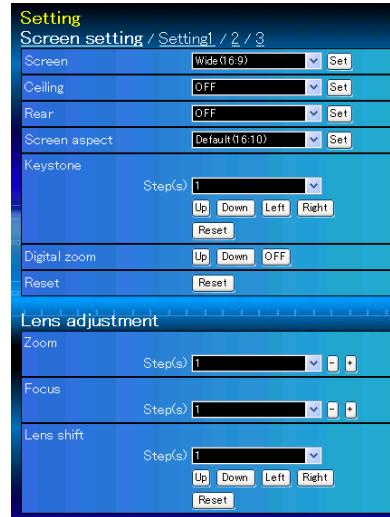 Setting
Screen setting / Setting1 / 2 / 3
Screen Wide(16:9) Set
Ceiling OFF Set
Rear OFF Set
Screen aspect Default(16:10) Set
Keystone
Step(s) 1
Up Down Left Right
Reset
Digital zoom Up Down OFF
Reset Reset
Lens adjustment
Zoom
Step(s) 1 - +
Focus
Step(s) 1 - +
Lens shift
Step(s) 1
Up Down Left Right
Reset